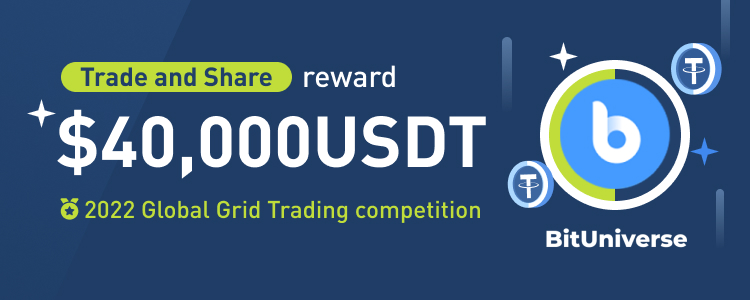 Trade and Share reward
$40,000USDT
2022 Global Grid Trading competition
BitUniverse